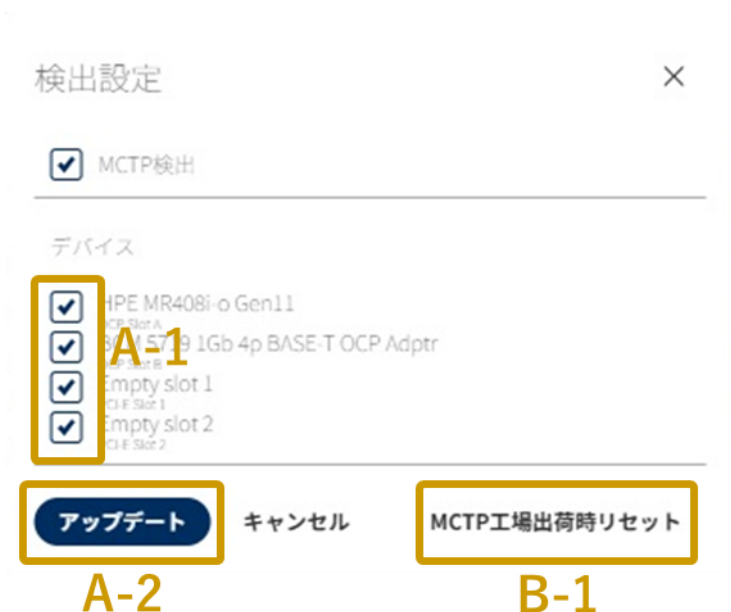 検出設定
MCTP検出
デバイス
HPE MR408i-o Gen11
OCP Slot A
A-1
5719 1Gb 4p BASE-T OCP Adptr
OCP Slot B
Empty slot 1
PCI-E Slot 1
Empty slot 2
PCI-E Slot 2
アップデート キャンセル MCTP工場出荷時リセット
A-2 B-1